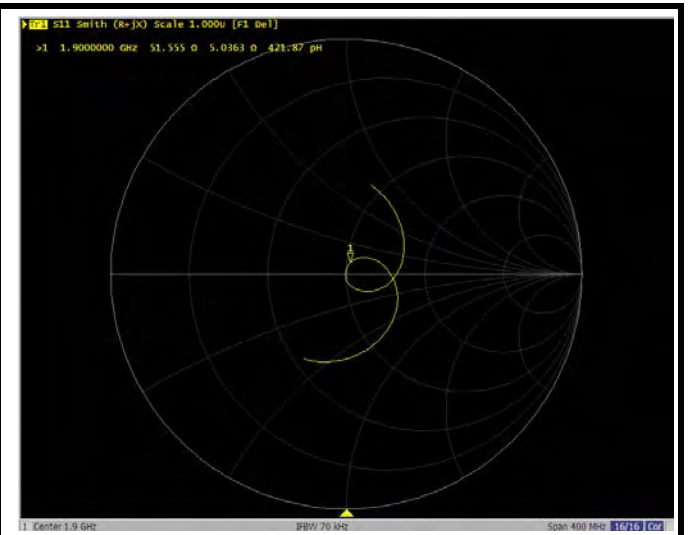 Tr1 S11 Smith (R+jX) Scale 1.000U [F1 Del]
>1 1.9000000 GHz 51.555 Ω 5.0363 Ω 421.87 pH
1
1 Center 1.9 GHz IFBW 70 kHz Span 400 MHz 16/16 Cor